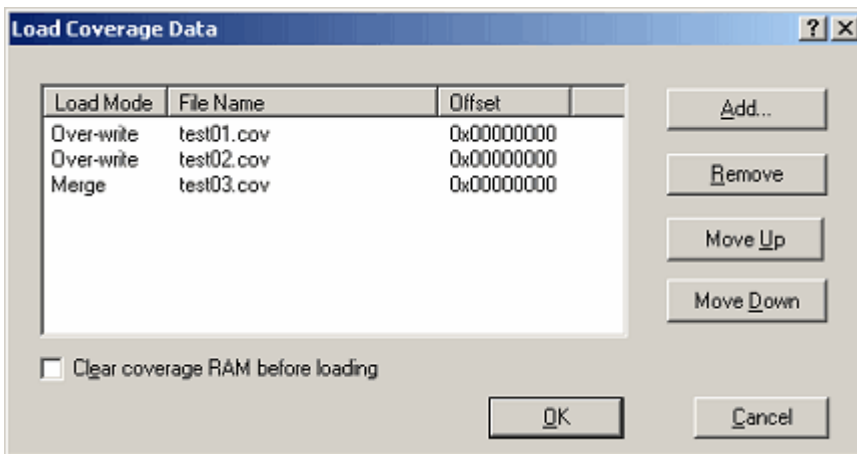 Load Coverage Data
Load Mode File Name Offset
Over-write test01.cov 0x00000000
Over-write test02.cov 0x00000000
Merge test03.cov 0x00000000
Add...
Remove
Move Up
Move Down
Clear coverage RAM before loading
OK Cancel